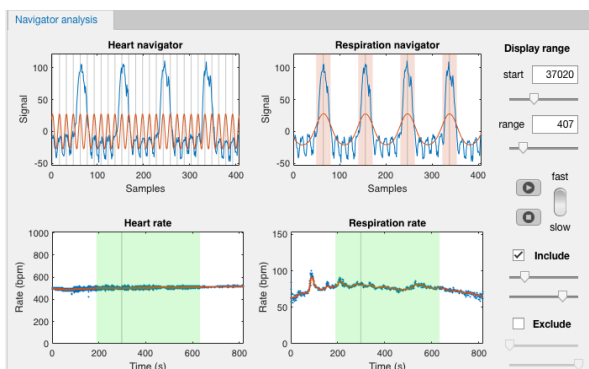 Navigator analysis
Heart navigator
Signal
100
50
0
-50
0 100 200 300 400
Samples
Respiration navigator
Signal
100
50
0
-50
0 100 200 300 400
Samples
Display range
start 37020
range 407
fast
slow
Heart rate
Rate (bpm)
1000
800
600
400
200
0
0 200 400 600 800
Time (s)
Respiration rate
Rate (bpm)
150
100
50
0
0 200 400 600 800
Time (s)
Include
Exclude